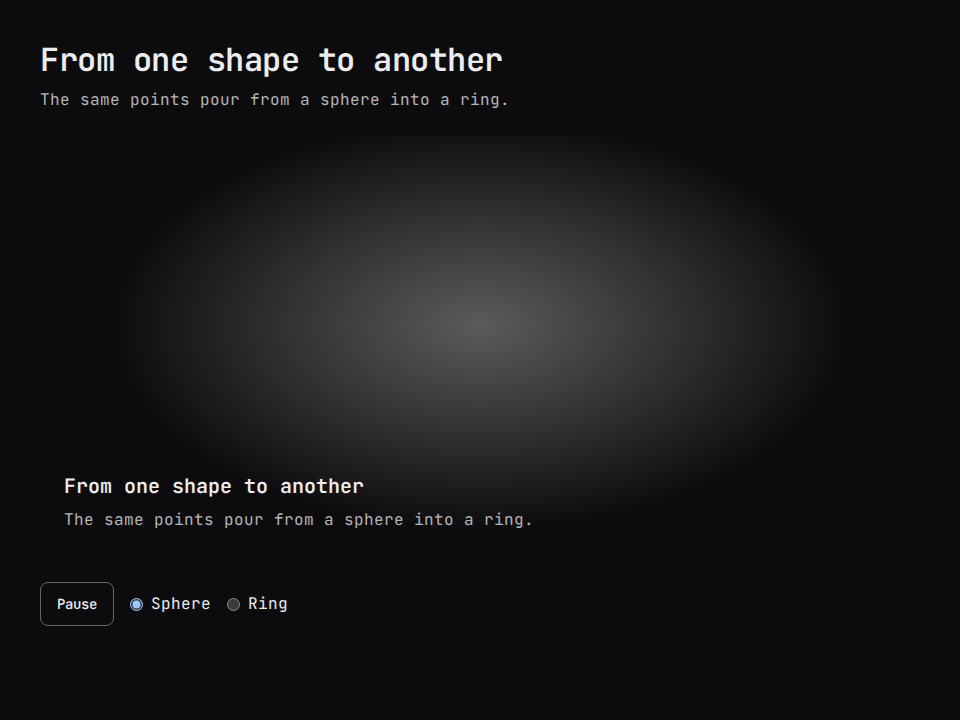 From one shape to another
The same points pour from a sphere into a ring.
From one shape to another
The same points pour from a sphere into a ring.
Pause Sphere Ring